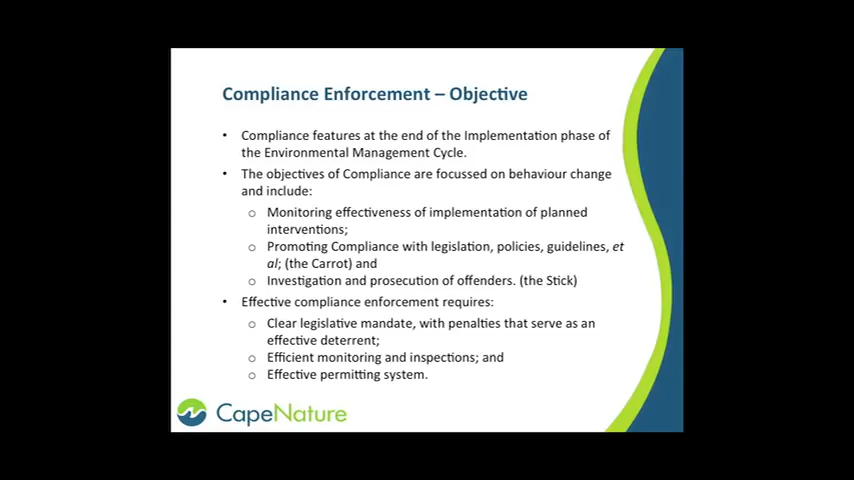 Compliance Enforcement – Objective
• Compliance features at the end of the Implementation phase of
the Environmental Management Cycle.
• The objectives of Compliance are focussed on behaviour change
and include:
o Monitoring effectiveness of implementation of planned
interventions;
o Promoting Compliance with legislation, policies, guidelines, et
al; (the Carrot) and
o Investigation and prosecution of offenders. (the Stick)
• Effective compliance enforcement requires:
o Clear legislative mandate, with penalties that serve as an
effective deterrent;
o Efficient monitoring and inspections; and
o Effective permitting system.
CapeNature